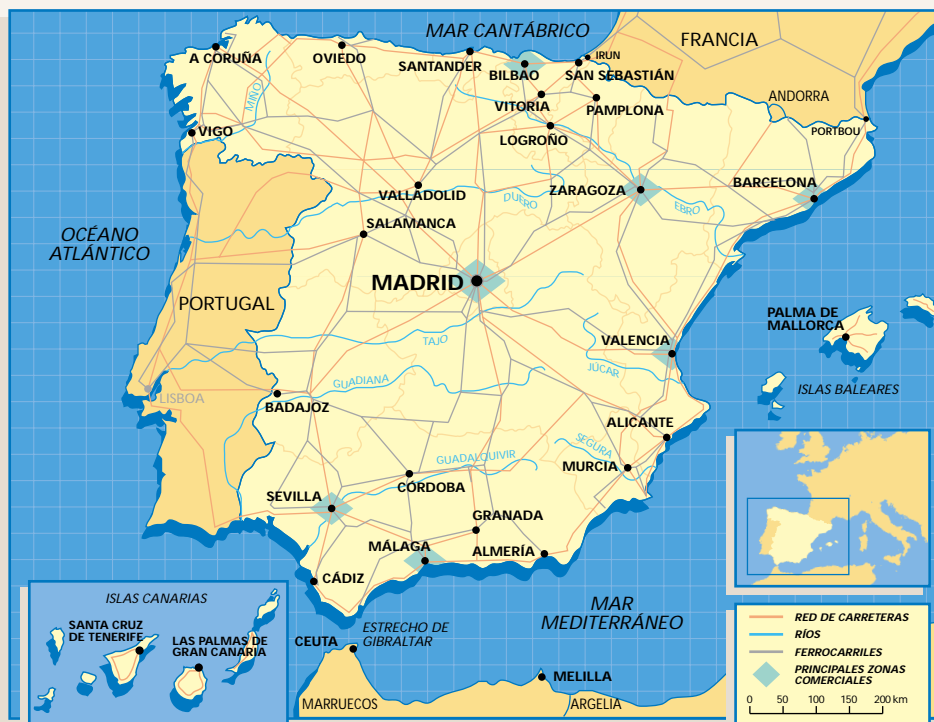 MAR CANTÁBRICO
FRANCIA
A CORUÑA
OVIEDO
SANTANDER
BILBAO
IRUN
SAN SEBASTIÁN
MIÑO
VITORIA
PAMPLONA
ANDORRA
PORTBOU
VIGO
LOGROÑO
VALLADOLID
DUERO
ZARAGOZA
EBRO
BARCELONA
SALAMANCA
OCÉANO
ATLÁNTICO
MADRID
PORTUGAL
PALMA DE
MALLORCA
VALENCIA
TAJO
JÚCAR
ISLAS BALEARES
GUADIANA
LISBOA
BADAJOZ
ALICANTE
SEGURA
MURCIA
GUADALQUIVIR
CÓRDOBA
SEVILLA
GRANADA
MÁLAGA
ALMERÍA
CÁDIZ
MAR
MEDITERRÁNEO
ISLAS CANARIAS
SANTA CRUZ
DE TENERIFE
LAS PALMAS DE
GRAN CANARIA
CEUTA
ESTRECHO DE
GIBRALTAR
MELILLA
MARRUECOS
ARGELIA
RED DE CARRETERAS
RÍOS
FERROCARRILES
PRINCIPALES ZONAS
COMERCIALES
0 50 100 150 200 km